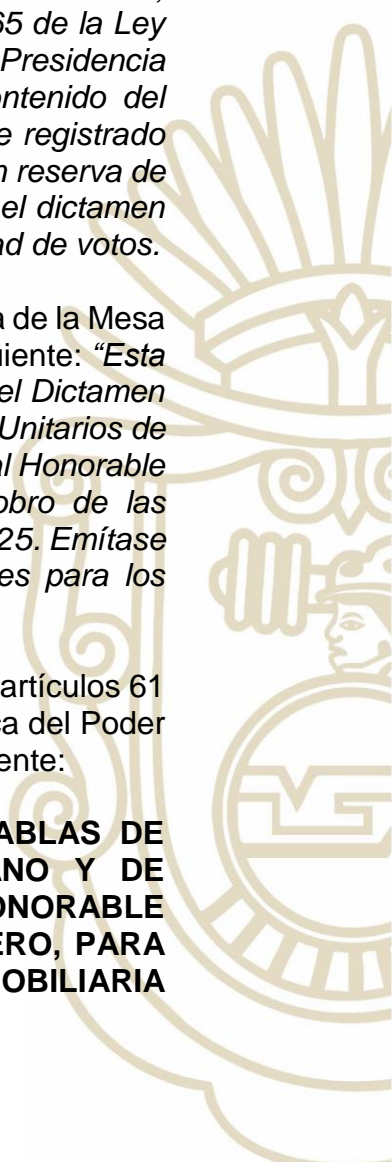 65 de la Ley
Presidencia
ontenido del
e registrado
n reserva de
el dictamen
ad de votos.
a de la Mesa
uiente: “Esta
el Dictamen
Unitarios de
al Honorable
obro de las
25. Emítase
es para los
artículos 61
ca del Poder
ente:
ABLAS DE
ANO Y DE
ONORABLE
ERO, PARA
MOBILIARIA